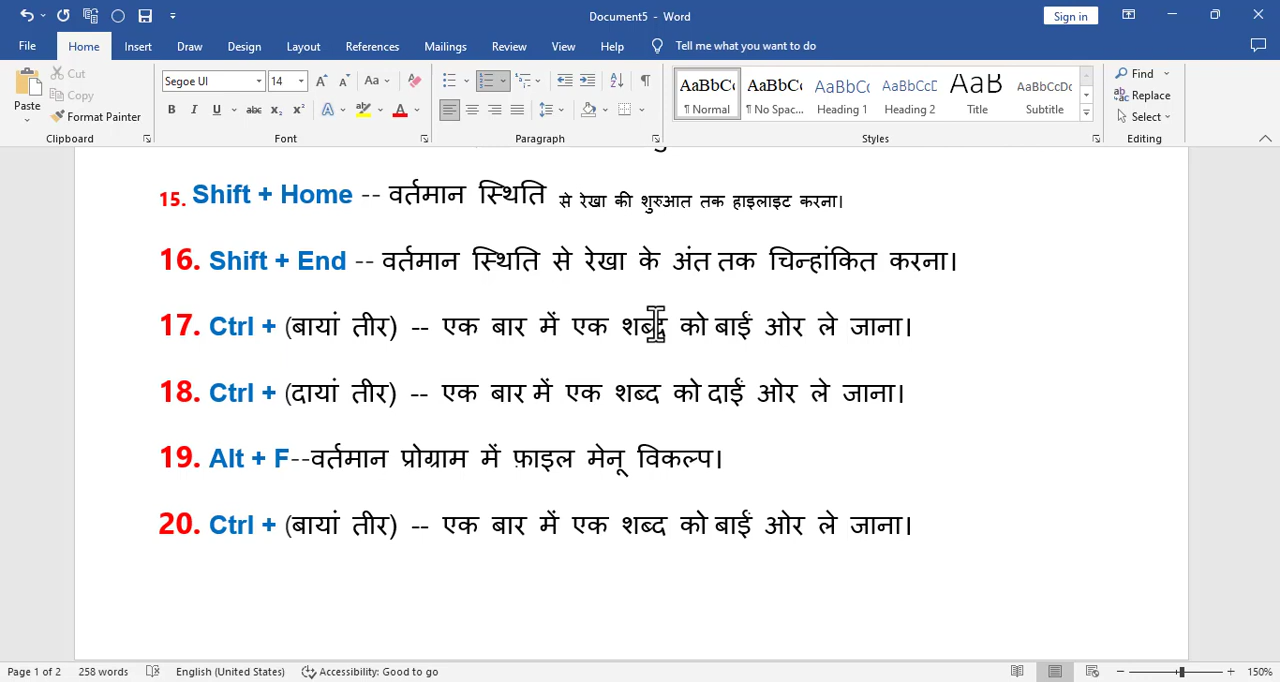 Document5 - Word
Sign in
File Home Insert Draw Design Layout References Mailings Review View Help Tell me what you want to do
Paste
Cut
Copy
Format Painter
Segoe UI 14
Aa
B I U abc x₂ x² A A
AaBbCc AaBbCc AaBbCc AaBbCcD AaB AaBbCcDc
¶ Normal ¶ No Spac... Heading 1 Heading 2 Title Subtitle
Find
Replace
Select
Clipboard Font Paragraph Styles Editing
15. Shift + Home -- वर्तमान स्थिति से रेखा की शुरुआत तक हाइलाइट करना।
16. Shift + End -- वर्तमान स्थिति से रेखा के अंत तक चिन्हांकित करना।
17. Ctrl + (बायां तीर) -- एक बार में एक शब्द को बाईं ओर ले जाना।
18. Ctrl + (दायां तीर) -- एक बार में एक शब्द को दाईं ओर ले जाना।
19. Alt + F--वर्तमान प्रोग्राम में फ़ाइल मेनू विकल्प।
20. Ctrl + (बायां तीर) -- एक बार में एक शब्द को बाईं ओर ले जाना।
Page 1 of 2 258 words English (United States) Accessibility: Good to go 150%